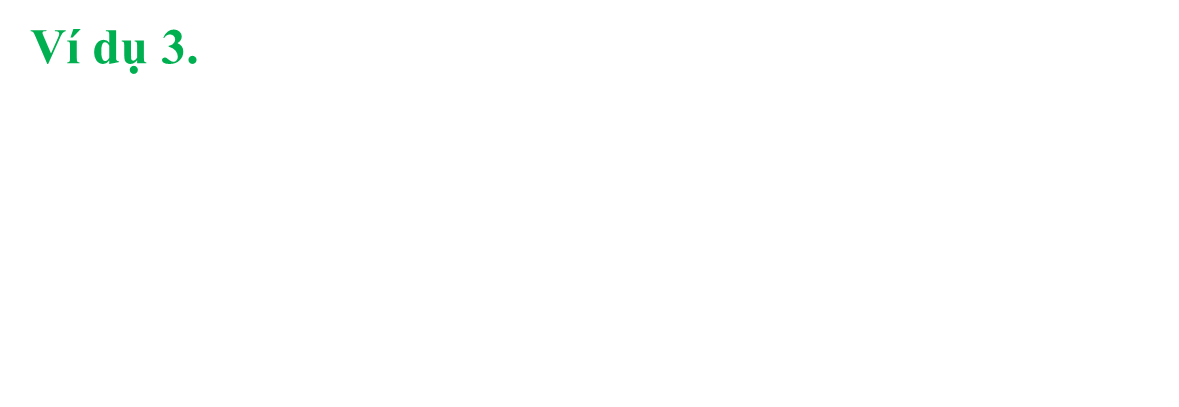 Ví dụ 3.